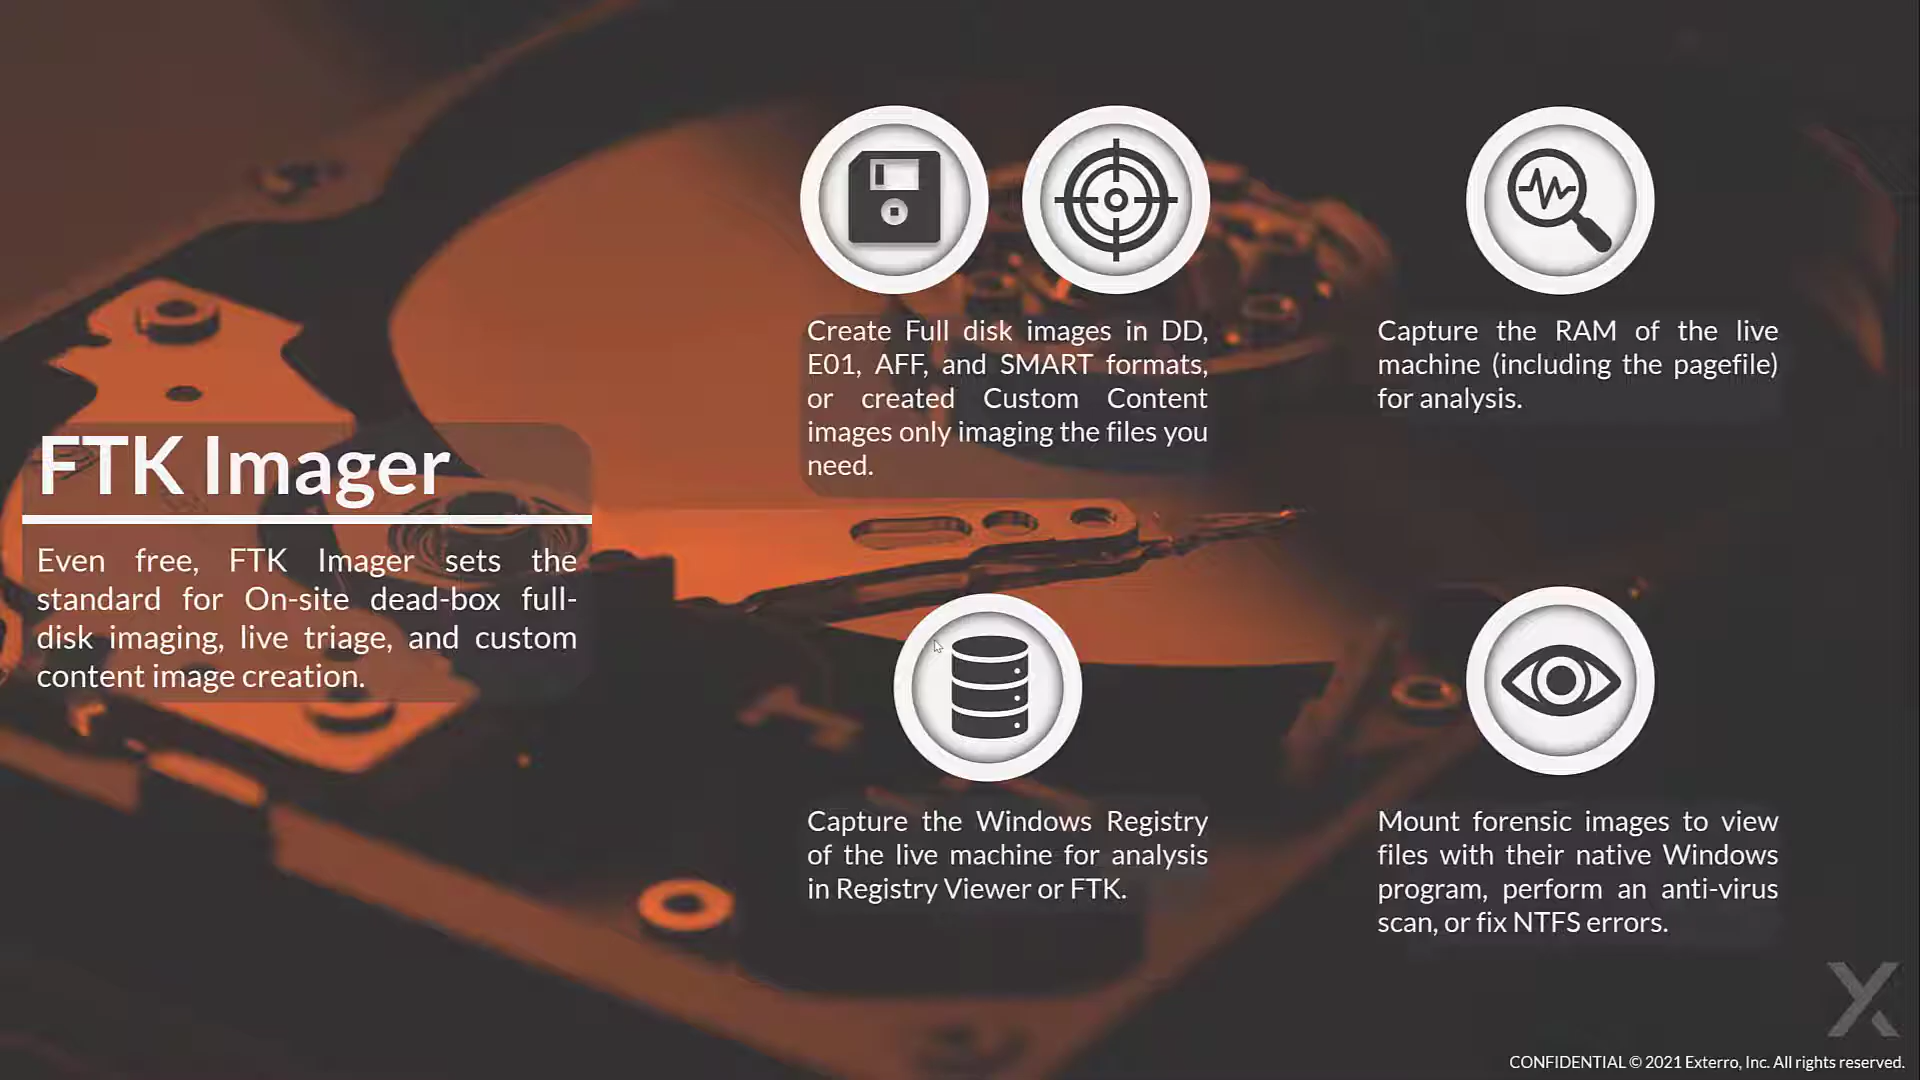 FTK Imager
Even free, FTK Imager sets the
standard for On-site dead-box full-
disk imaging, live triage, and custom
content image creation.
Create Full disk images in DD,
E01, AFF, and SMART formats,
or created Custom Content
images only imaging the files you
need.
Capture the RAM of the live
machine (including the pagefile)
for analysis.
Capture the Windows Registry
of the live machine for analysis
in Registry Viewer or FTK.
Mount forensic images to view
files with their native Windows
program, perform an anti-virus
scan, or fix NTFS errors.
CONFIDENTIAL © 2021 Exterro, Inc. All rights reserved.